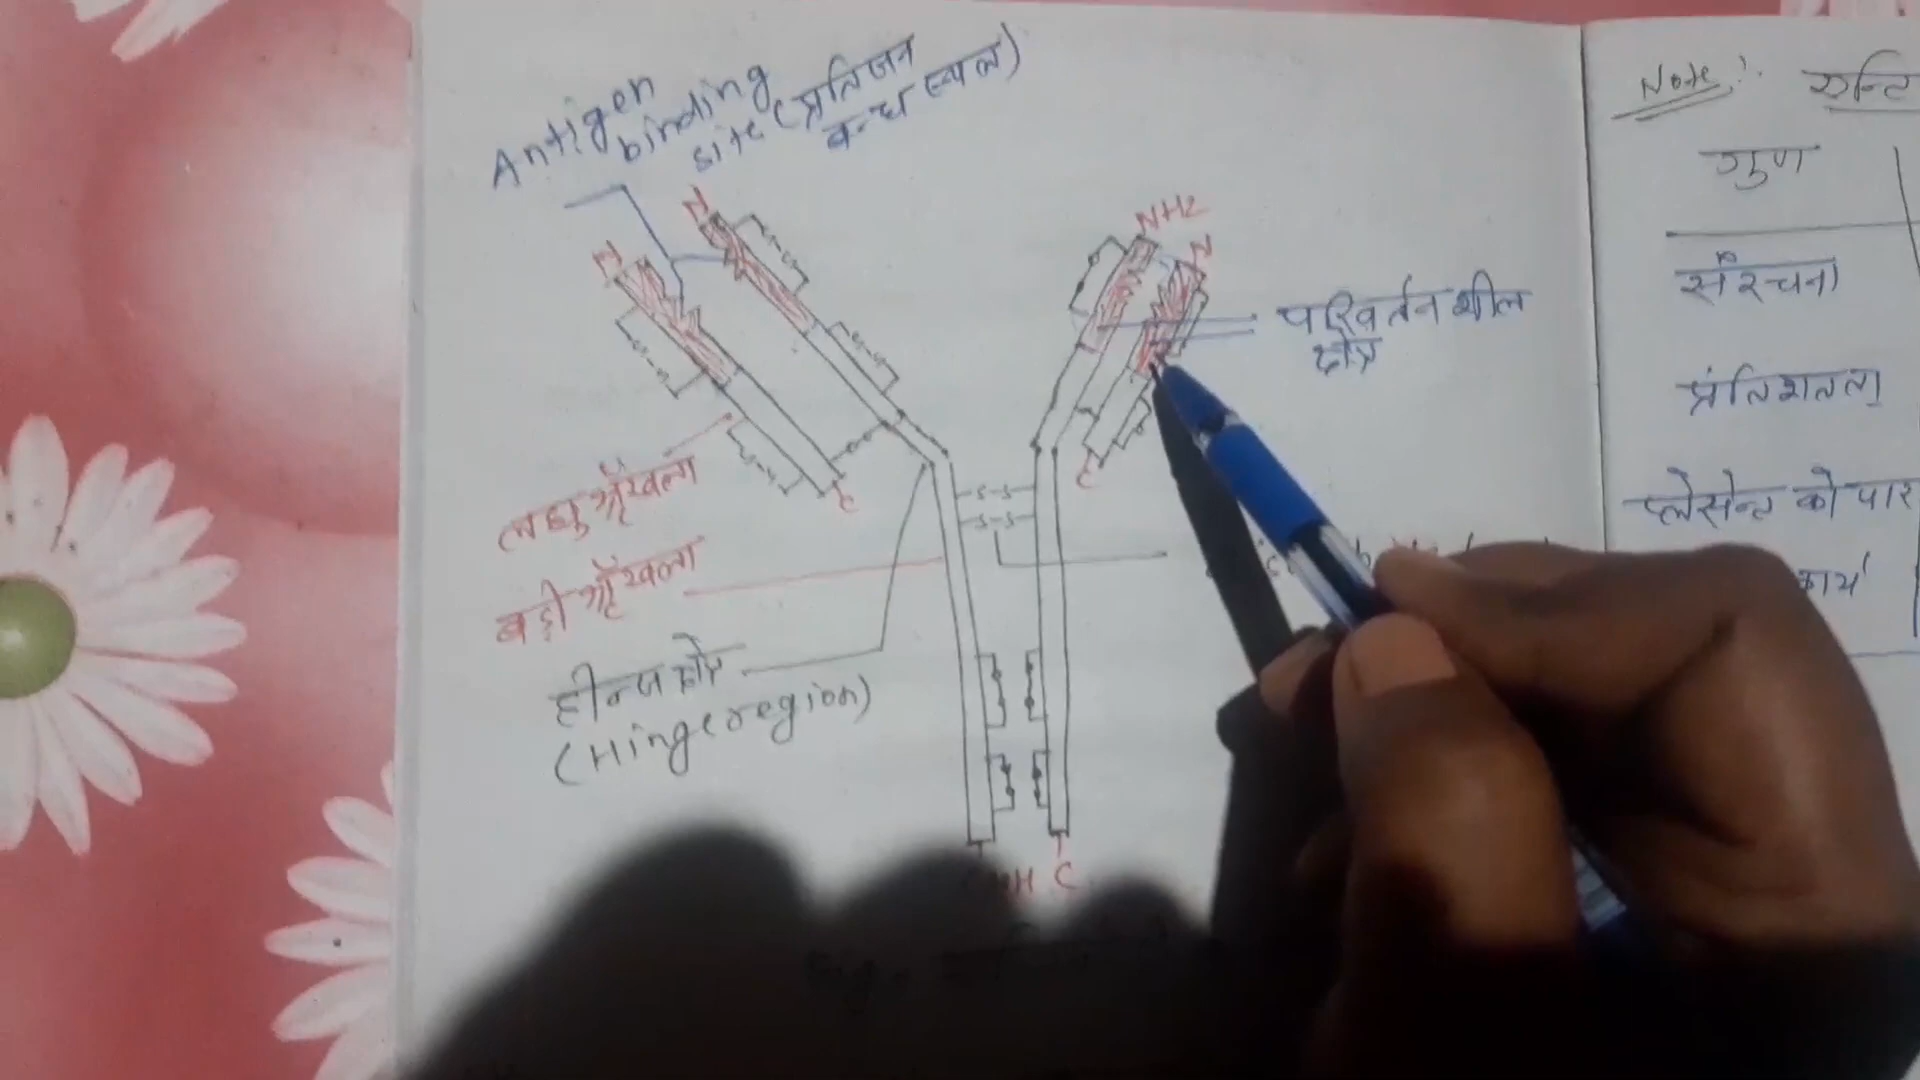 Antigen
binding
site (प्रतिजन
बन्ध स्थल)
N
N
NH2
N
परिवर्तनशील
क्षेत्र
लघु श्रृंखला
C
C
S-S
S-S
बड़ी श्रृंखला
हीन्ज क्षेत्र
(Hinge region)
C
Note:
गुण
संरचना
प्रतिशतता
प्लेसेन्टा को पार
कार्य